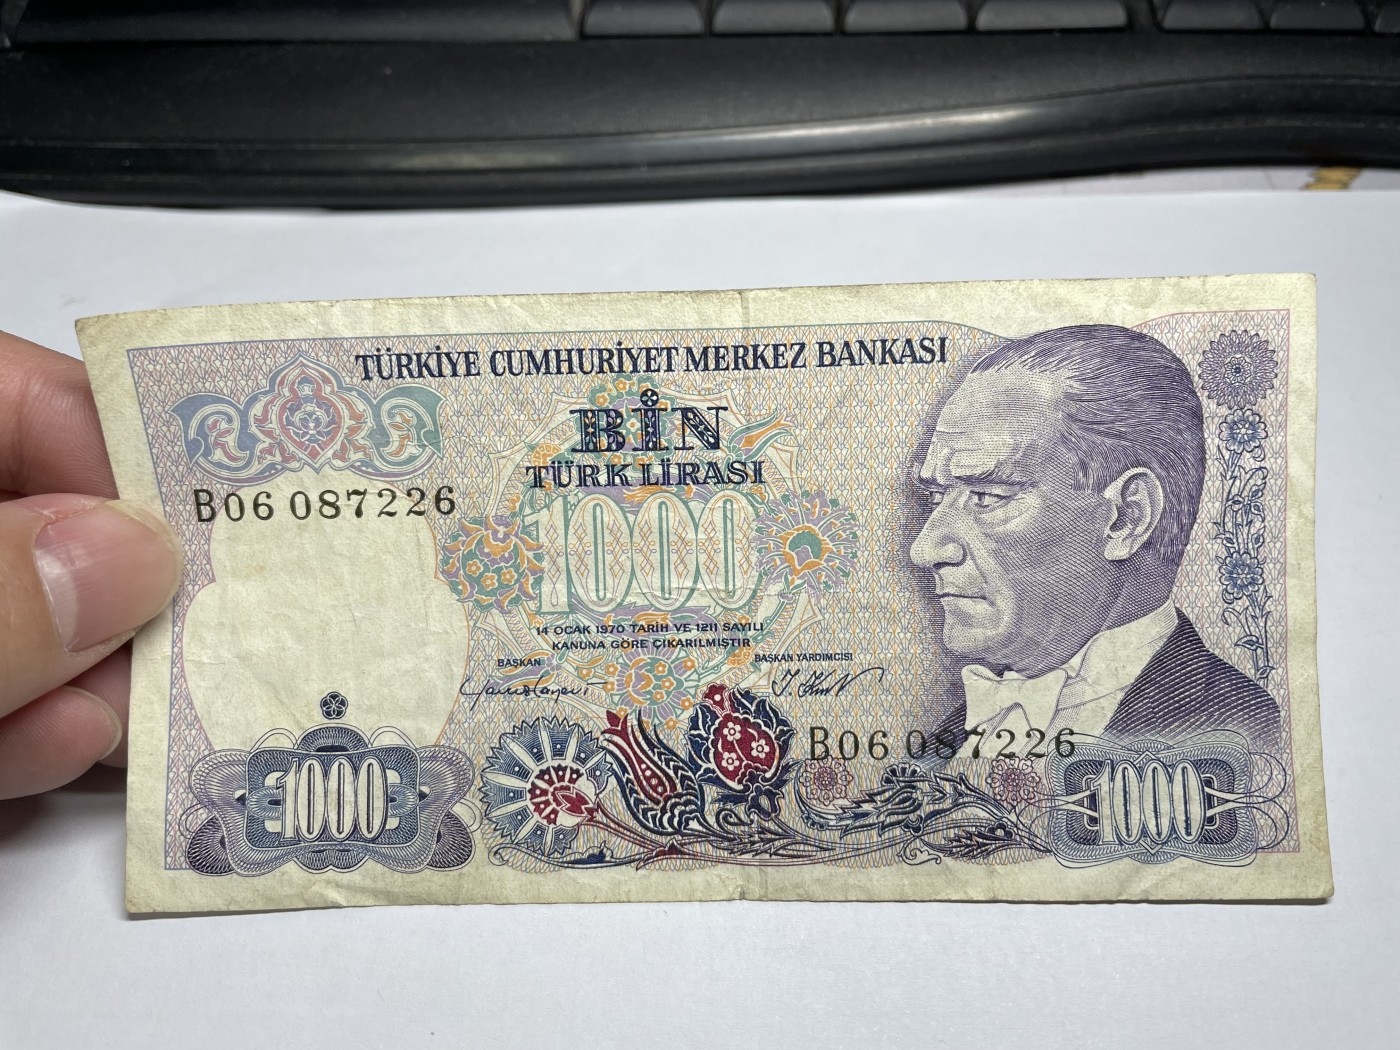 TÜRKİYE CUMHURİYET MERKEZ BANKASI
BİN
TÜRK LİRASI
B06 087226
1000
14 OCAK 1970 TARİH VE 1211 SAYILI
KANUNA GÖRE ÇIKARILMIŞTIR
BAŞKAN
BAŞKAN YARDIMCISI
B06 087226
1000
1000